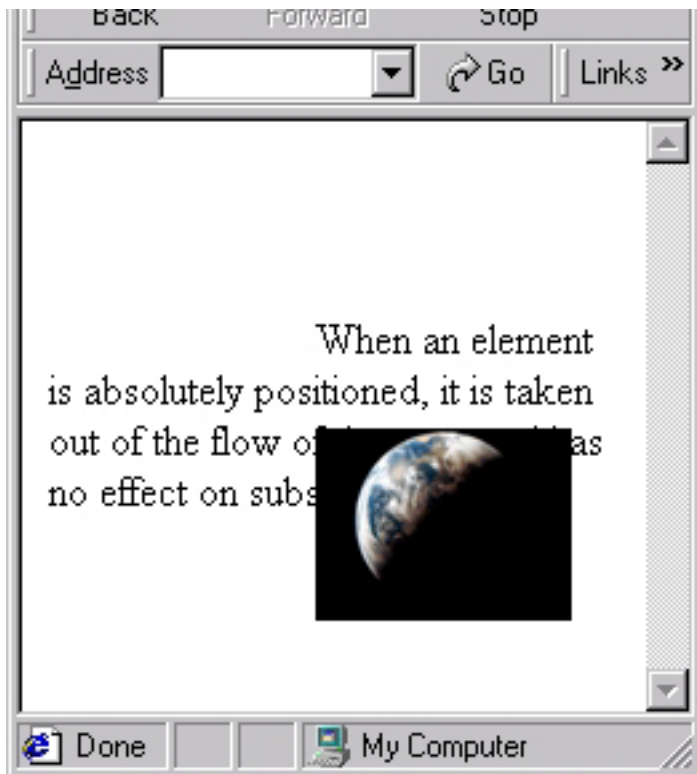 Back Forward Stop
Address Go Links »
When an element
is absolutely positioned, it is taken
out of the flow of as
no effect on subs
Done My Computer